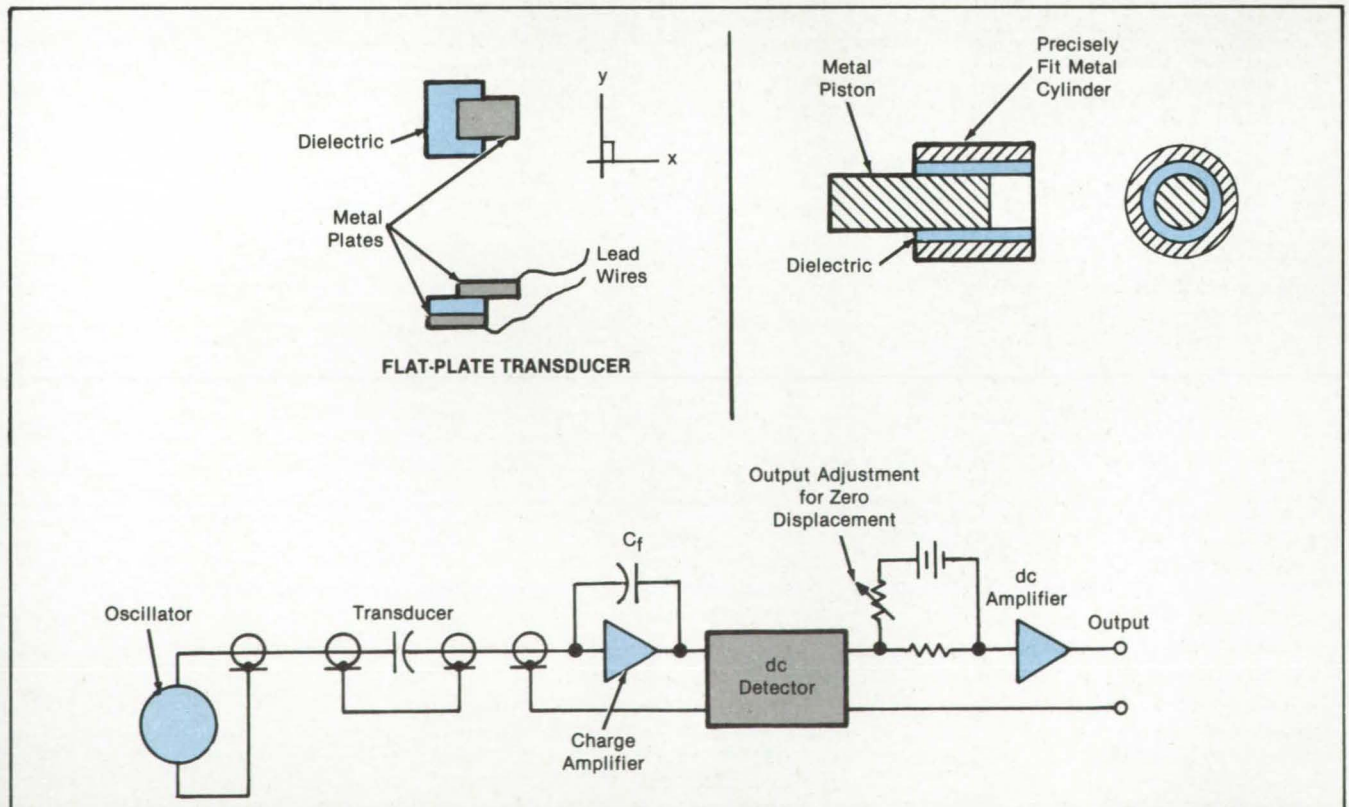 Dielectric
y
x
Metal
Plates
Lead
Wires
FLAT-PLATE TRANSDUCER
Metal
Piston
Precisely
Fit Metal
Cylinder
Dielectric
Oscillator
Transducer
Cf
Charge
Amplifier
dc
Detector
Output Adjustment
for Zero
Displacement
dc
Amplifier
Output